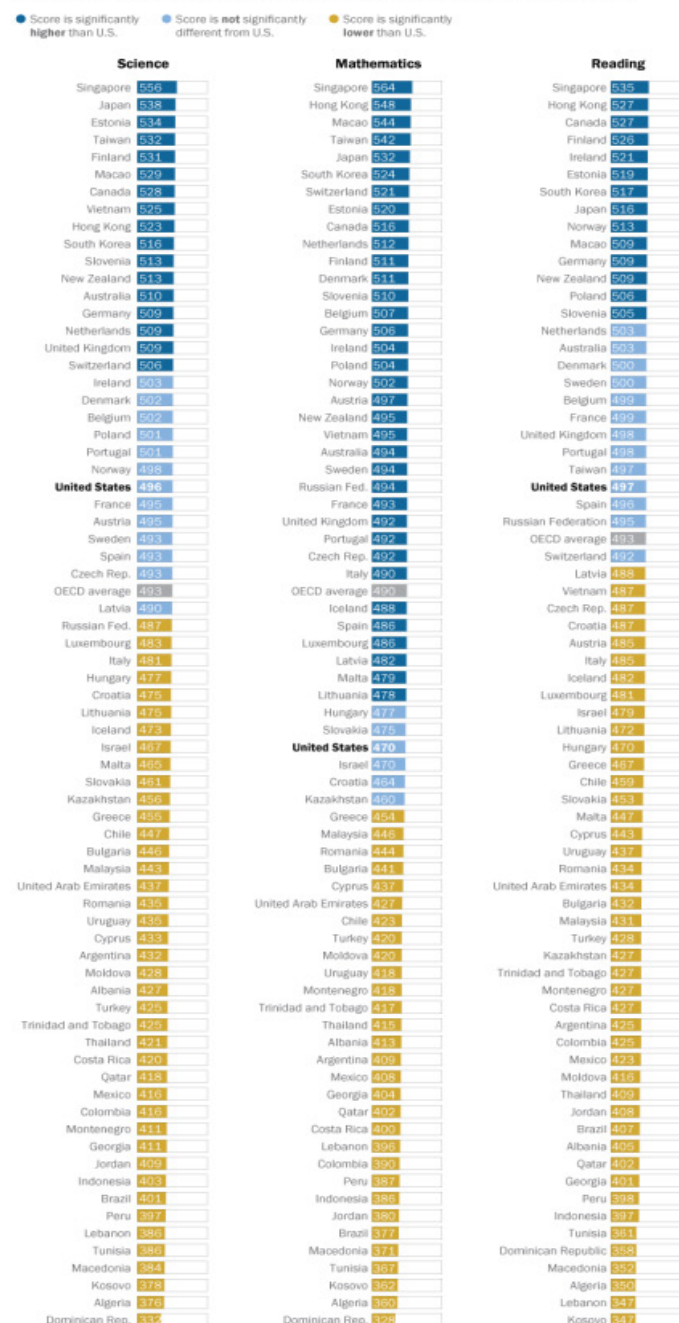 Score is significantly
higher than U.S.
Score is not significantly
different from U.S.
Score is significantly
lower than U.S.
Science
Singapore 556
Japan 538
Estonia 534
Taiwan 532
Finland 531
Macao 529
Canada 528
Vietnam 525
Hong Kong 523
South Korea 516
Slovenia 513
New Zealand 513
Australia 510
Germany 509
Netherlands 509
United Kingdom 509
Switzerland 506
Ireland 503
Denmark 502
Belgium 502
Poland 501
Portugal 501
Norway 498
United States 496
France 495
Austria 495
Sweden 493
Spain 493
Czech Rep. 493
OECD average 493
Latvia 490
Russian Fed. 487
Luxembourg 483
Italy 481
Hungary 477
Croatia 475
Lithuania 475
Iceland 473
Israel 467
Malta 465
Slovakia 461
Kazakhstan 456
Greece 455
Chile 447
Bulgaria 446
Malaysia 443
United Arab Emirates 437
Romania 435
Uruguay 435
Cyprus 433
Argentina 432
Moldova 428
Albania 427
Turkey 425
Trinidad and Tobago 425
Thailand 421
Costa Rica 420
Qatar 418
Mexico 416
Colombia 416
Montenegro 411
Georgia 411
Jordan 409
Indonesia 403
Brazil 401
Peru 397
Lebanon 386
Tunisia 386
Macedonia 384
Kosovo 378
Algeria 376
Dominican Rep. 332
Mathematics
Singapore 564
Hong Kong 548
Macao 544
Taiwan 542
Japan 532
South Korea 524
Switzerland 521
Estonia 520
Canada 516
Netherlands 512
Finland 511
Denmark 511
Slovenia 510
Belgium 507
Germany 506
Ireland 504
Poland 504
Norway 502
Austria 497
New Zealand 495
Vietnam 495
Australia 494
Sweden 494
Russian Fed. 494
France 493
United Kingdom 492
Portugal 492
Czech Rep. 492
Italy 490
OECD average 490
Iceland 488
Spain 486
Luxembourg 486
Latvia 482
Malta 479
Lithuania 478
Hungary 477
Slovakia 475
United States 470
Israel 470
Croatia 464
Kazakhstan 460
Greece 454
Malaysia 446
Romania 444
Bulgaria 441
Cyprus 437
United Arab Emirates 427
Chile 423
Turkey 420
Moldova 420
Uruguay 418
Montenegro 418
Trinidad and Tobago 417
Thailand 415
Albania 413
Argentina 409
Mexico 408
Georgia 404
Qatar 402
Costa Rica 400
Lebanon 396
Colombia 390
Peru 387
Indonesia 386
Jordan 380
Brazil 377
Macedonia 371
Tunisia 367
Kosovo 362
Algeria 360
Dominican Rep. 328
Reading
Singapore 535
Hong Kong 527
Canada 527
Finland 526
Ireland 521
Estonia 519
South Korea 517
Japan 516
Norway 513
Macao 509
Germany 509
New Zealand 509
Poland 506
Slovenia 505
Netherlands 503
Australia 503
Denmark 500
Sweden 500
Belgium 499
France 499
United Kingdom 498
Portugal 498
Taiwan 497
United States 497
Spain 496
Russian Federation 495
OECD average 493
Switzerland 492
Latvia 488
Vietnam 487
Czech Rep. 487
Croatia 487
Austria 485
Italy 485
Iceland 482
Luxembourg 481
Israel 479
Lithuania 472
Hungary 470
Greece 467
Chile 459
Slovakia 453
Malta 447
Cyprus 443
Uruguay 437
Romania 434
United Arab Emirates 434
Bulgaria 432
Malaysia 431
Turkey 428
Kazakhstan 427
Trinidad and Tobago 427
Montenegro 427
Costa Rica 427
Argentina 425
Colombia 425
Mexico 423
Moldova 416
Thailand 409
Jordan 408
Brazil 407
Albania 405
Qatar 402
Georgia 401
Peru 398
Indonesia 397
Tunisia 361
Dominican Republic 358
Macedonia 352
Algeria 350
Lebanon 347
Kosovo 347